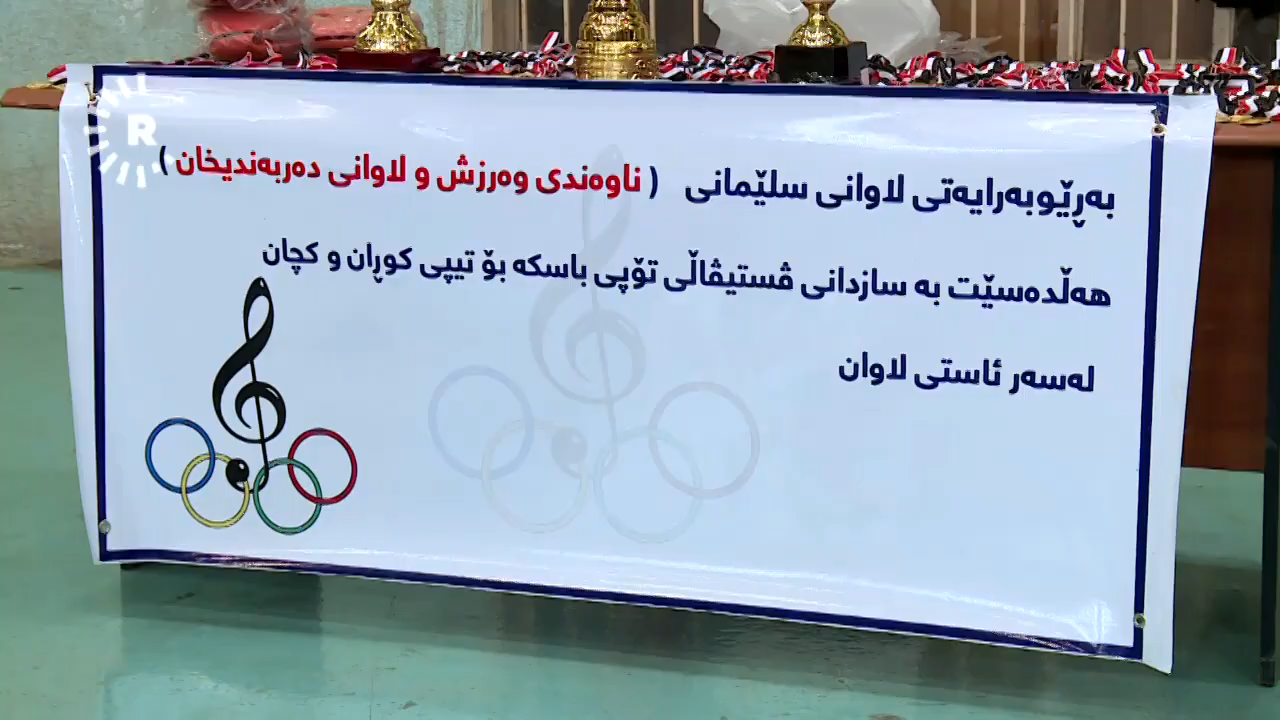 R
بەڕێوبەرایەتی لاوانی سلێمانی ( ناوەندی وەرزش و لاوانی دەربەندیخان )
هەڵدەسێت بە سازدانی ڤستیڤاڵی تۆپی باسکە بۆ تیپی کوڕان و کچان
لەسەر ئاستی لاوان